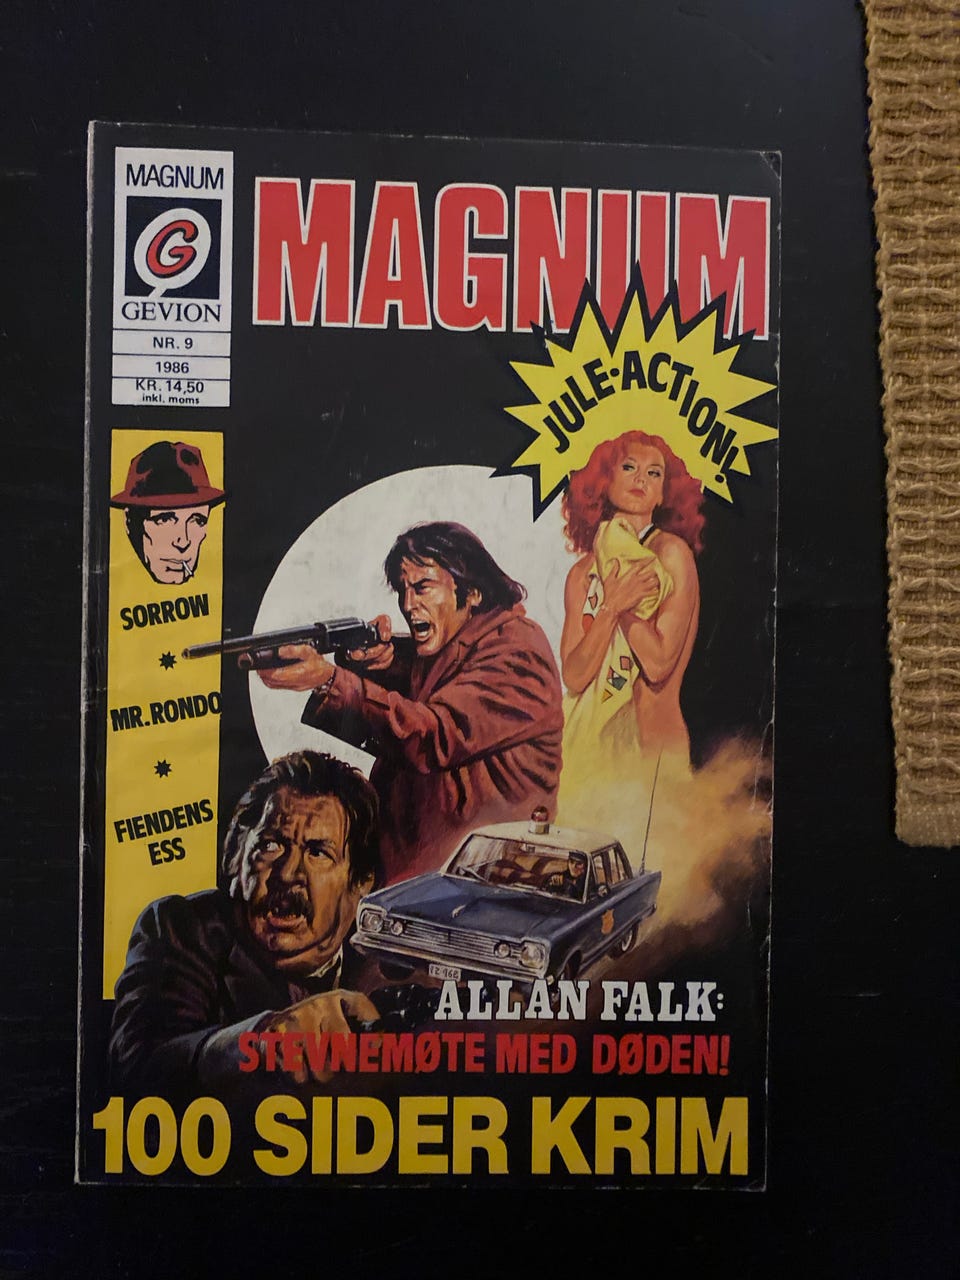 MAGNUM
G
GEVION
NR. 9
1986
KR. 14,50
inkl. moms
MAGNUM
JULE·ACTION!
SORROW
MR. RONDO
FIENDENS
ESS
ALLAN FALK:
STEVNEMØTE MED DØDEN!
100 SIDER KRIM